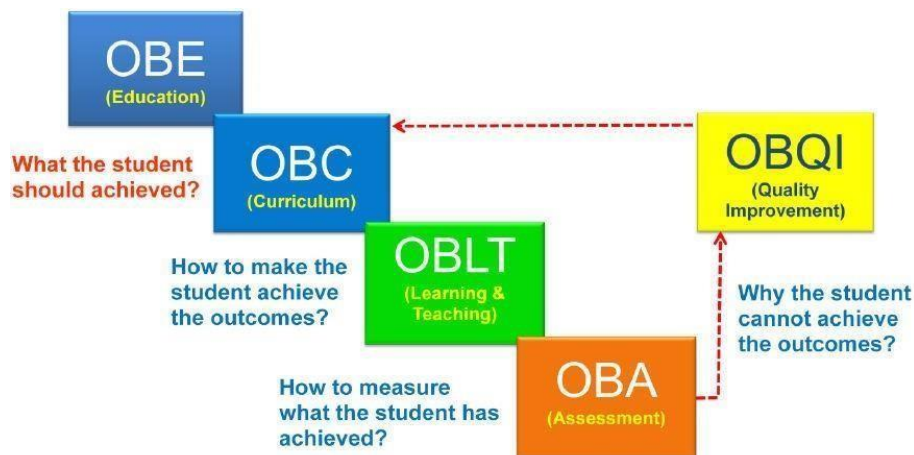 OBE
(Education)
What the student
should achieved?
OBC
(Curriculum)
OBQI
(Quality
Improvement)
How to make the
student achieve
the outcomes?
OBLT
(Learning &
Teaching)
Why the student
cannot achieve
the outcomes?
How to measure
what the student has
achieved?
OBA
(Assessment)